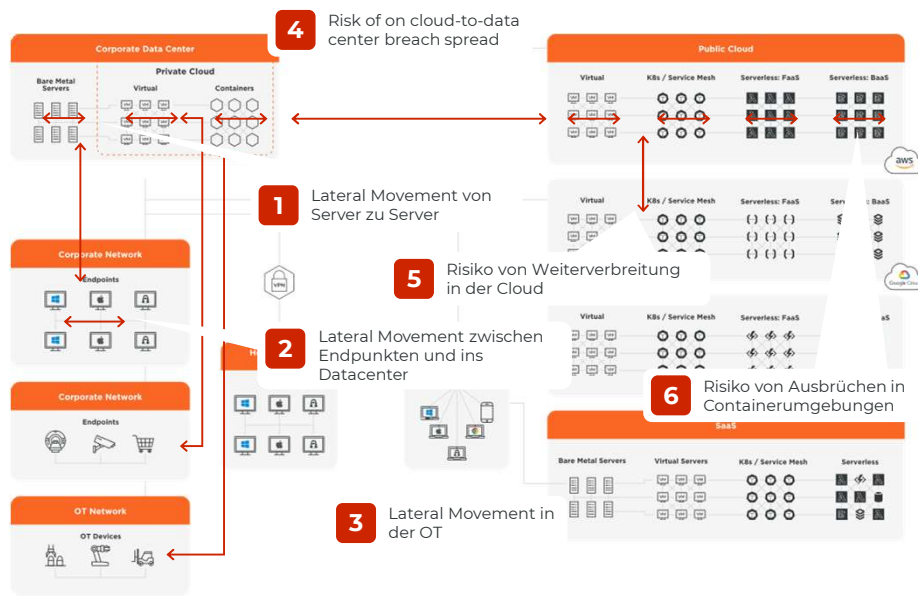 4
Risk of on cloud-to-data
center breach spread
Corporate Data Center
Private Cloud
Bare Metal
Servers
Virtual
Containers
Public Cloud
Virtual
K8s / Service Mesh
Serverless: FaaS
Serverless: BaaS
aws
1
Lateral Movement von
Server zu Server
Virtual
K8s / Service Mesh
Serverless: FaaS
BaaS
Google Cloud
Corporate Network
Endpoints
VPN
5
Risiko von Weiterverbreitung
in der Cloud
2
Lateral Movement zwischen
Endpunkten und ins
Datacenter
Virtual
K8s / Service Mesh
Serverless: FaaS
6
Risiko von Ausbrüchen in
Containerumgebungen
Corporate Network
Endpoints
SaaS
Bare Metal Servers
Virtual Servers
K8s / Service Mesh
Serverless
3
Lateral Movement in
der OT
OT Network
OT Devices